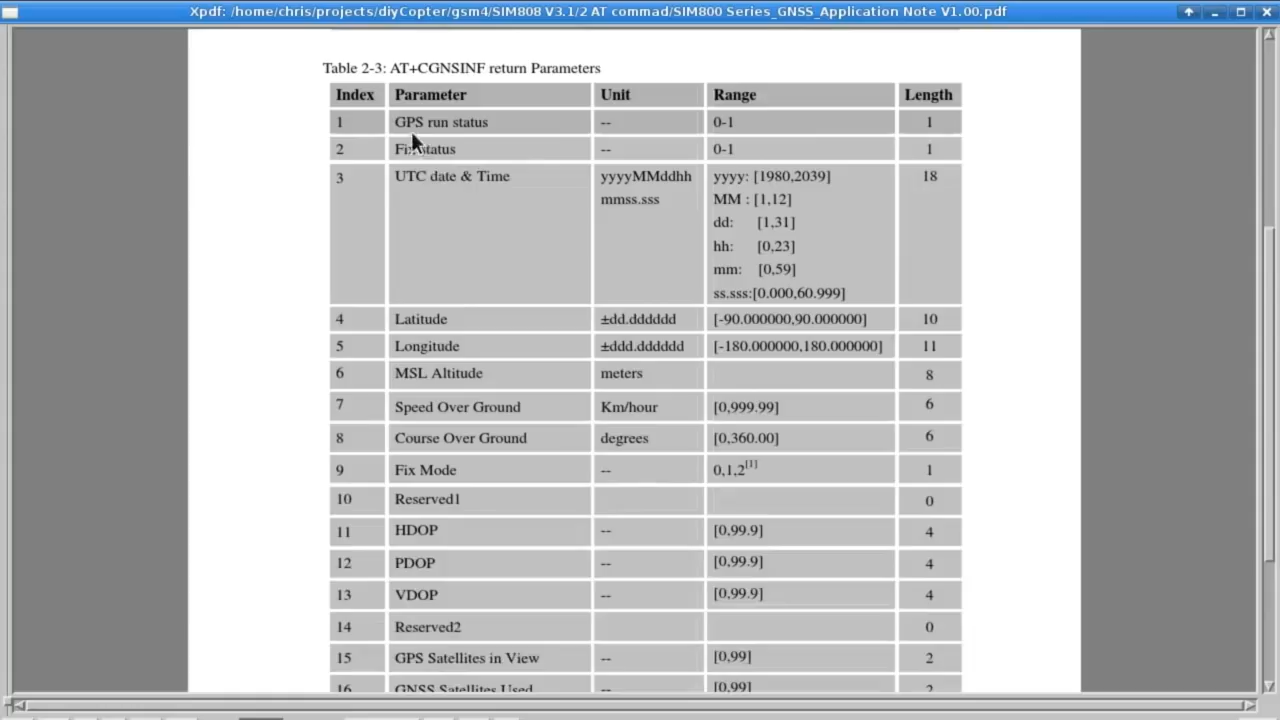 Xpdf: /home/chris/projects/diyCopter/gsm4/SIM808 V3.1/2 AT commad/SIM800 Series_GNSS_Application Note V1.00.pdf
Table 2-3: AT+CGNSINF return Parameters
Index Parameter Unit Range Length
1 GPS run status -- 0-1 1
2 Fix status -- 0-1 1
3 UTC date & Time yyyyMMddhh yyyy: [1980,2039] 18
mmss.sss MM : [1,12]
dd: [1,31]
hh: [0,23]
mm: [0,59]
ss.sss:[0.000,60.999]
4 Latitude ±dd.dddddd [-90.000000,90.000000] 10
5 Longitude ±ddd.dddddd [-180.000000,180.000000] 11
6 MSL Altitude meters 8
7 Speed Over Ground Km/hour [0,999.99] 6
8 Course Over Ground degrees [0,360.00] 6
9 Fix Mode -- 0,1,2[1] 1
10 Reserved1 0
11 HDOP -- [0,99.9] 4
12 PDOP -- [0,99.9] 4
13 VDOP -- [0,99.9] 4
14 Reserved2 0
15 GPS Satellites in View -- [0,99] 2
16 GNSS Satellites Used -- [0,99] 2